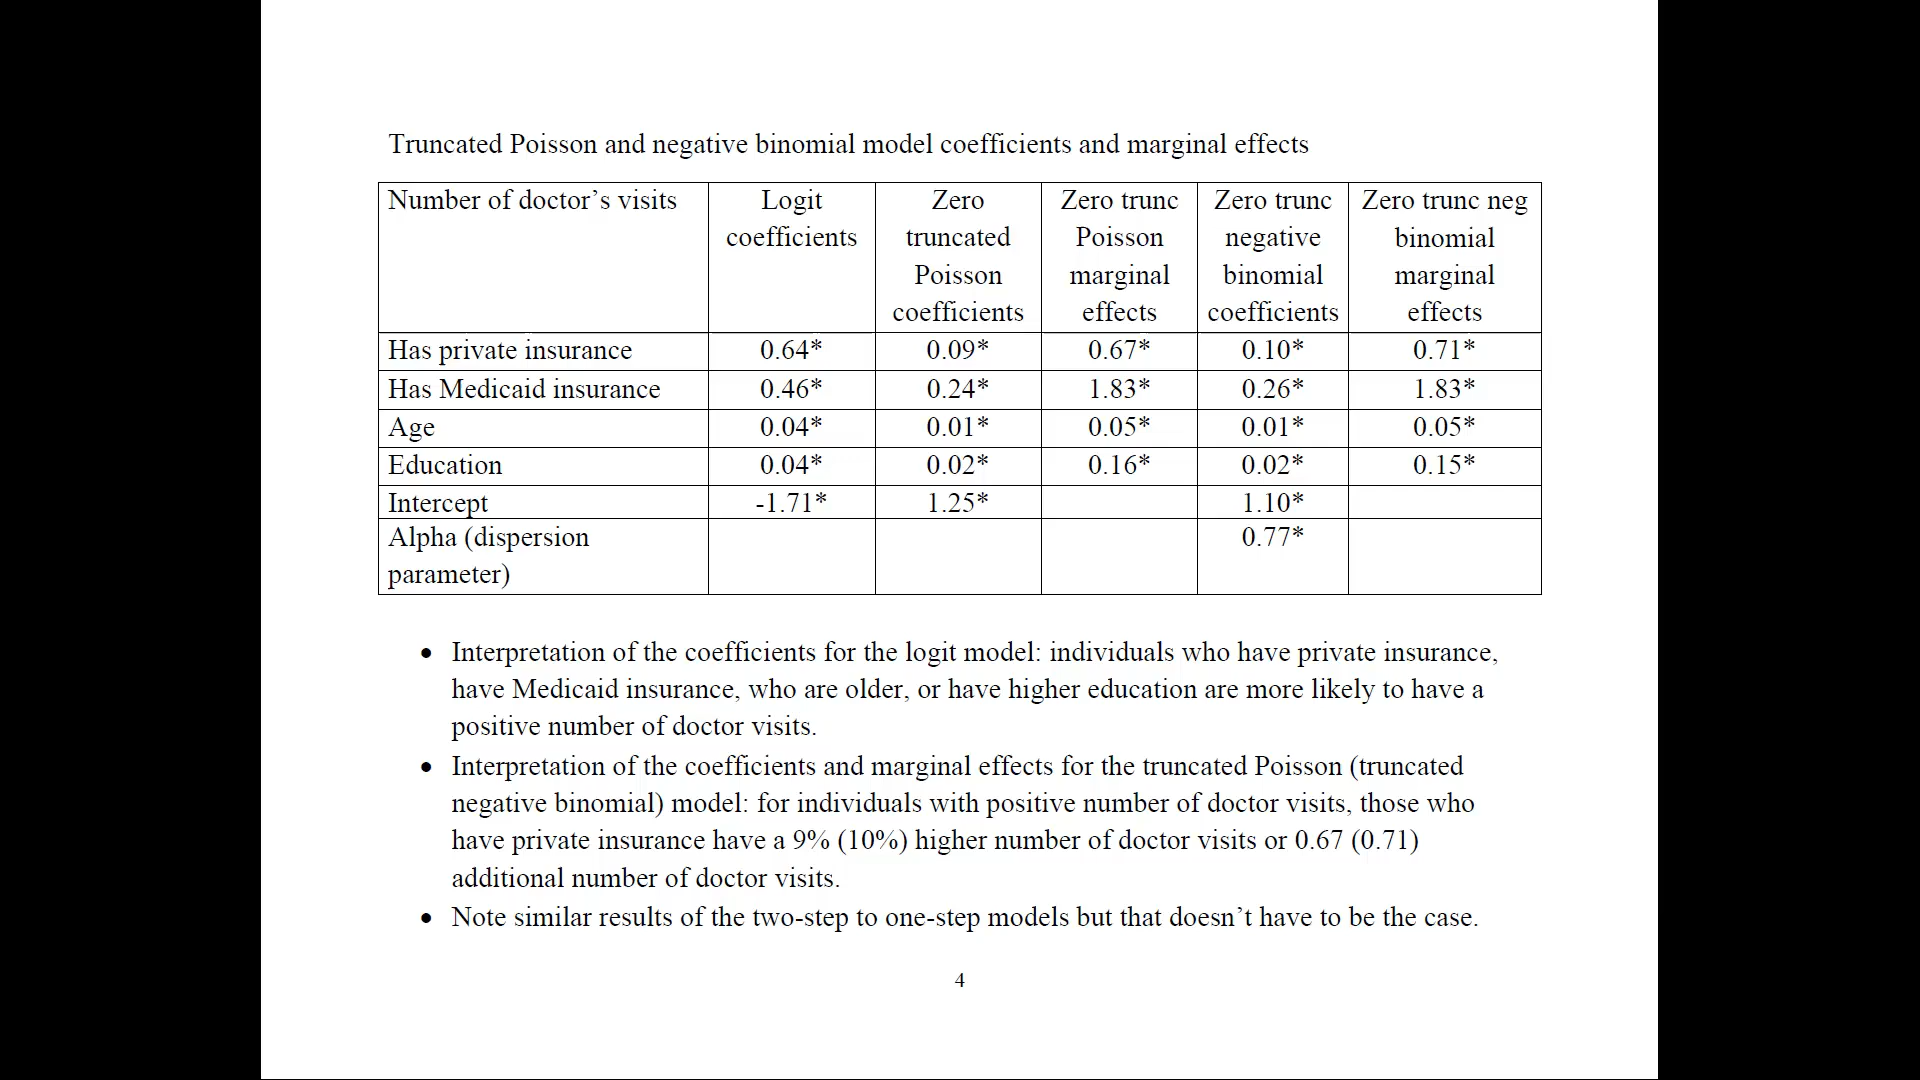 Truncated Poisson and negative binomial model coefficients and marginal effects
Number of doctor’s visits
Logit
coefficients
Zero
truncated
Poisson
coefficients
Zero trunc
Poisson
marginal
effects
Zero trunc
negative
binomial
coefficients
Zero trunc neg
binomial
marginal
effects
Has private insurance 0.64* 0.09* 0.67* 0.10* 0.71*
Has Medicaid insurance 0.46* 0.24* 1.83* 0.26* 1.83*
Age 0.04* 0.01* 0.05* 0.01* 0.05*
Education 0.04* 0.02* 0.16* 0.02* 0.15*
Intercept -1.71* 1.25* 1.10*
Alpha (dispersion
parameter)
0.77*
• Interpretation of the coefficients for the logit model: individuals who have private insurance,
have Medicaid insurance, who are older, or have higher education are more likely to have a
positive number of doctor visits.
• Interpretation of the coefficients and marginal effects for the truncated Poisson (truncated
negative binomial) model: for individuals with positive number of doctor visits, those who
have private insurance have a 9% (10%) higher number of doctor visits or 0.67 (0.71)
additional number of doctor visits.
• Note similar results of the two-step to one-step models but that doesn’t have to be the case.
4